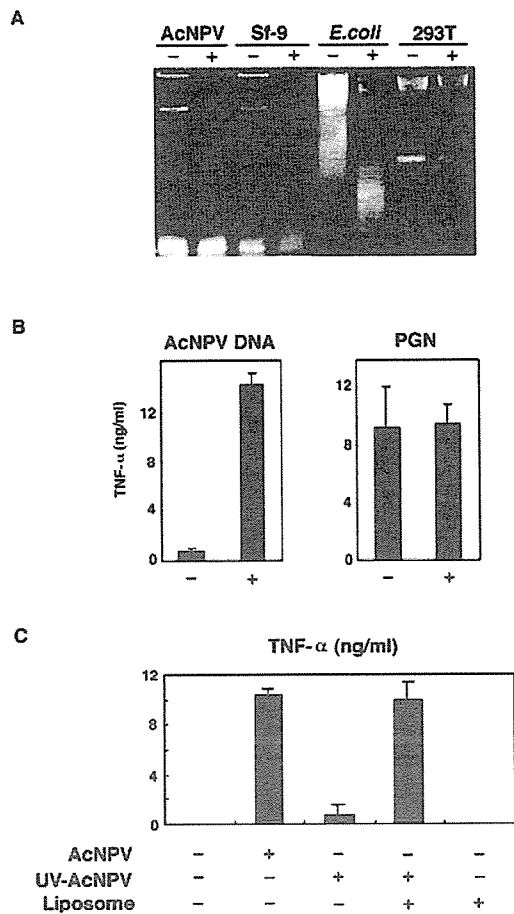 A
AcNPV Sf-9 E.coli 293T
– + – + – + – +
B
AcNPV DNA PGN
TNF-α (ng/ml)
12
8
4
0
– +
12
8
4
0
– +
C
TNF-α (ng/ml)
12
8
4
0
AcNPV – + – – –
UV-AcNPV – – + + –
Liposome – – – + +